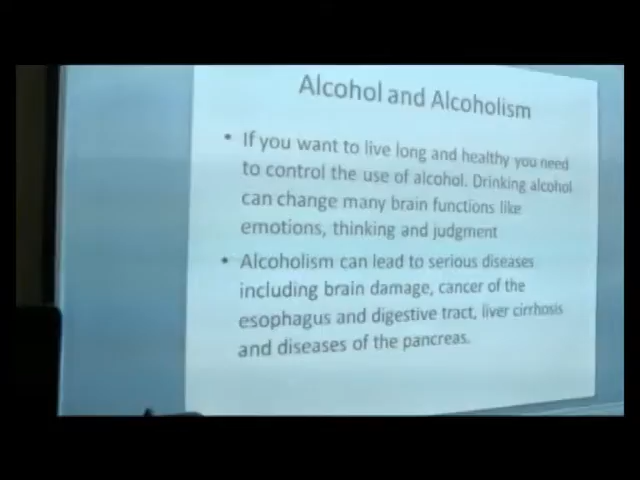 Alcohol and Alcoholism
• If you want to live long and healthy you need
to control the use of alcohol. Drinking alcohol
can change many brain functions like
emotions, thinking and judgment
• Alcoholism can lead to serious diseases
including brain damage, cancer of the
esophagus and digestive tract, liver cirrhosis
and diseases of the pancreas.